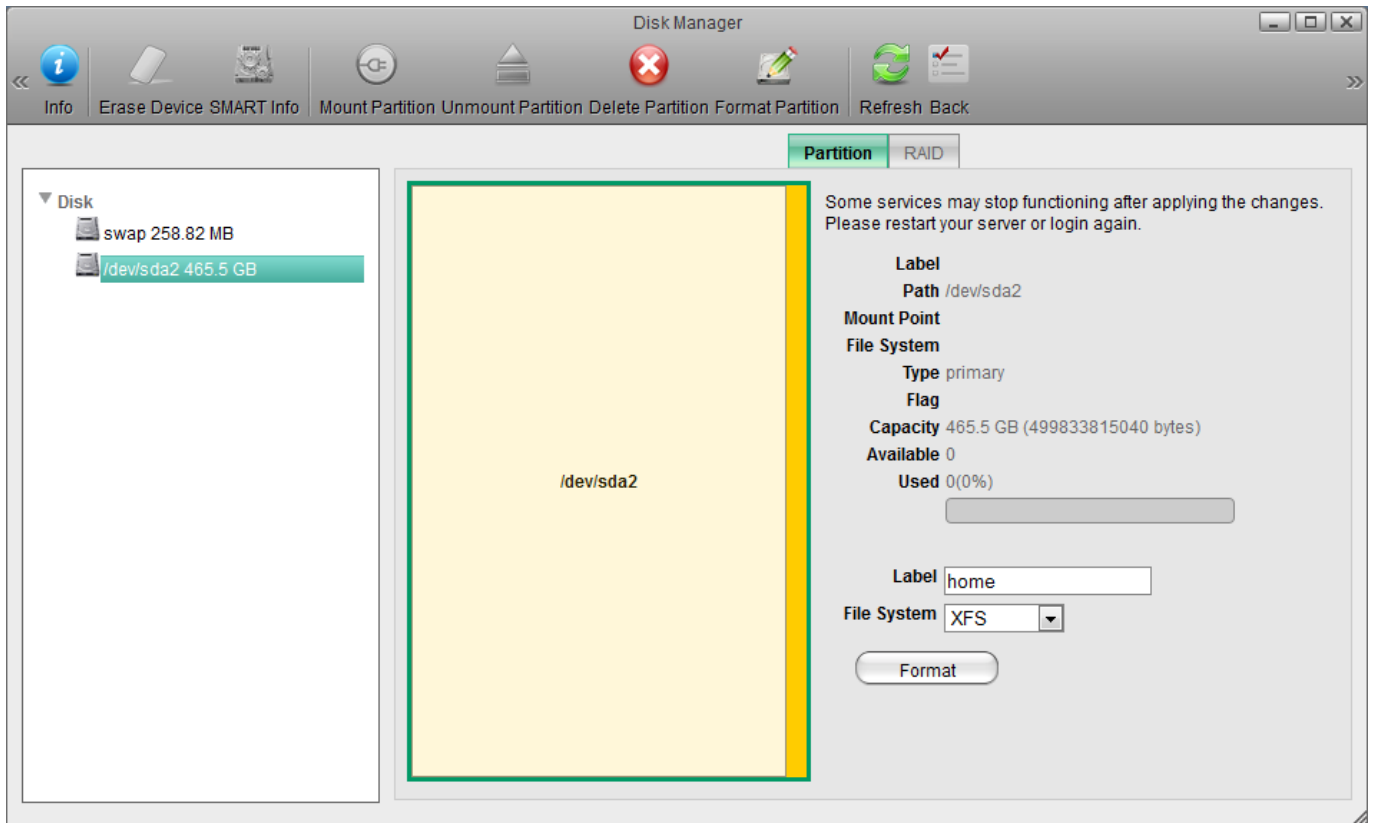 Disk Manager
Info Erase Device SMART Info Mount Partition Unmount Partition Delete Partition Format Partition Refresh Back
Partition RAID
Disk
swap 258.82 MB
/dev/sda2 465.5 GB
/dev/sda2
Some services may stop functioning after applying the changes.
Please restart your server or login again.
Label
Path /dev/sda2
Mount Point
File System
Type primary
Flag
Capacity 465.5 GB (499833815040 bytes)
Available 0
Used 0(0%)
Label home
File System XFS
Format